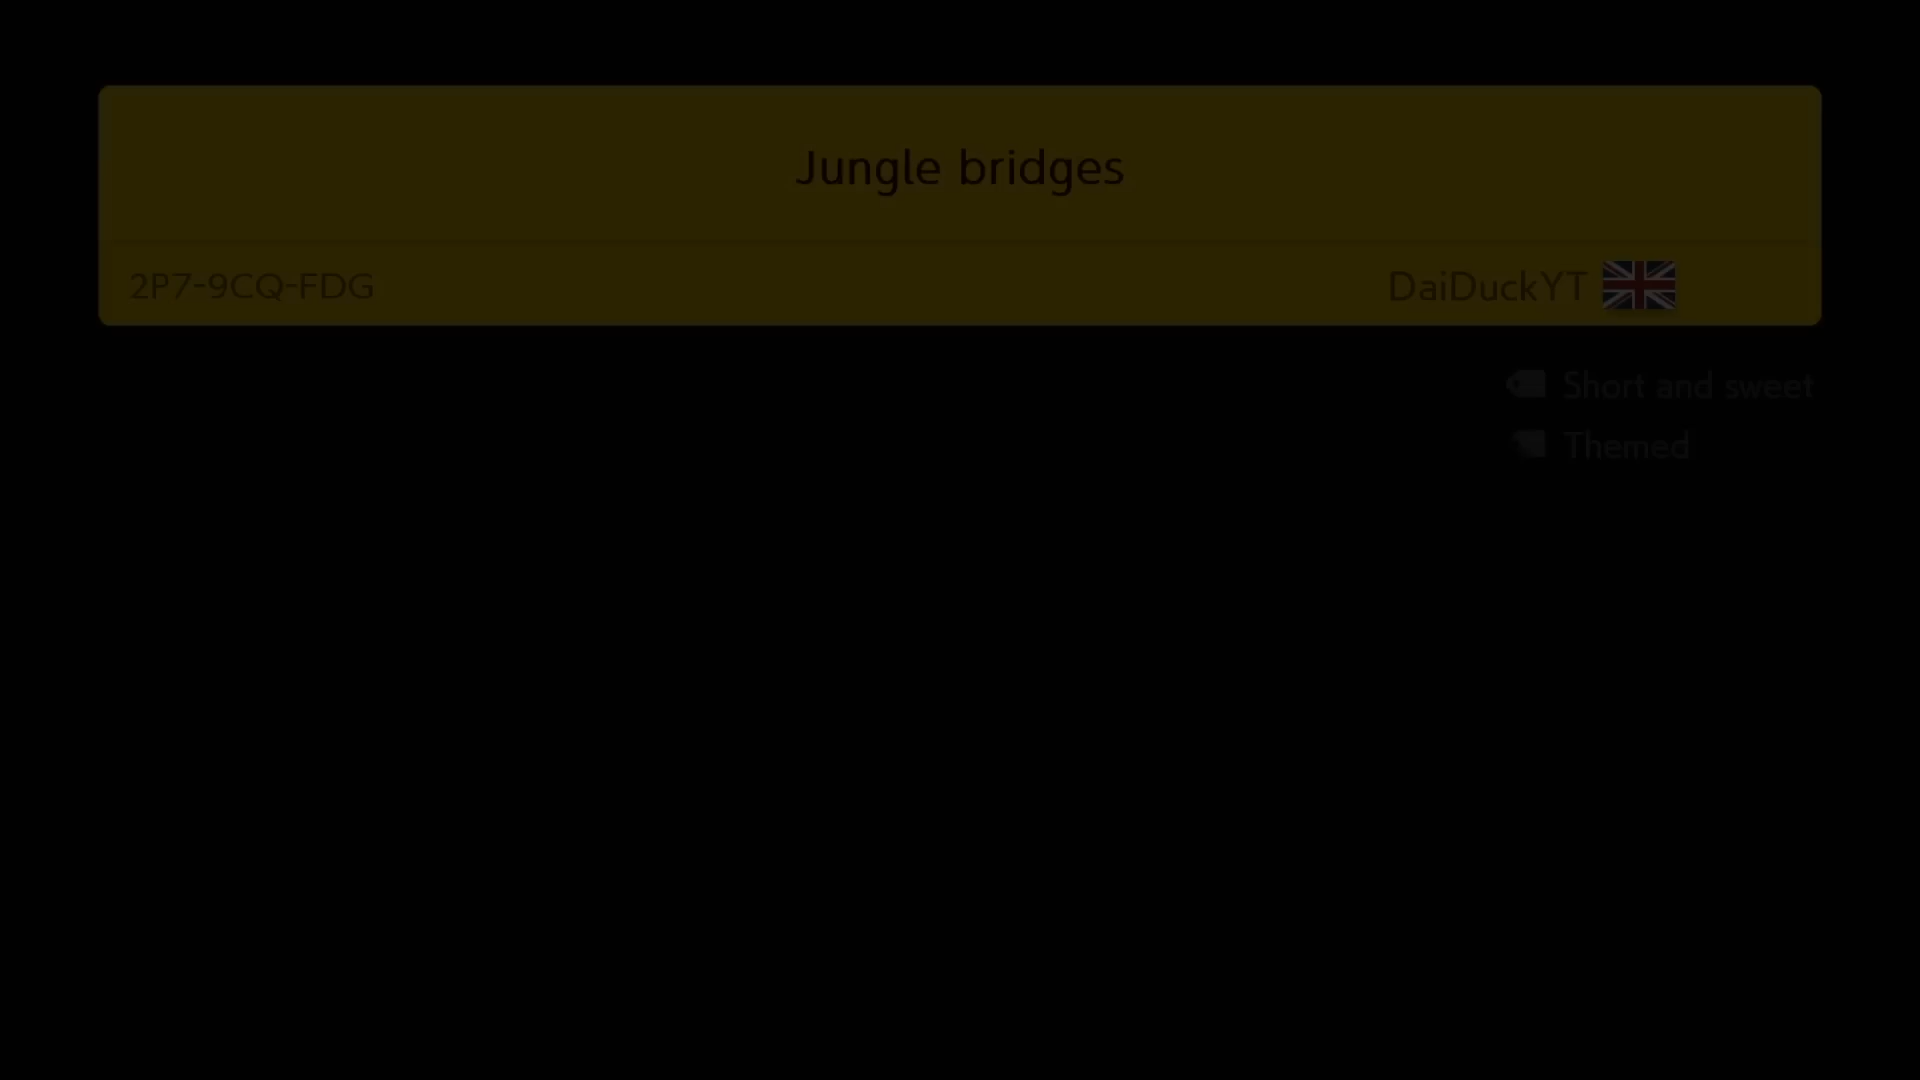 Jungle bridges
2P7-9CQ-FDG
DaiDuckYT
Short and sweet
Themed